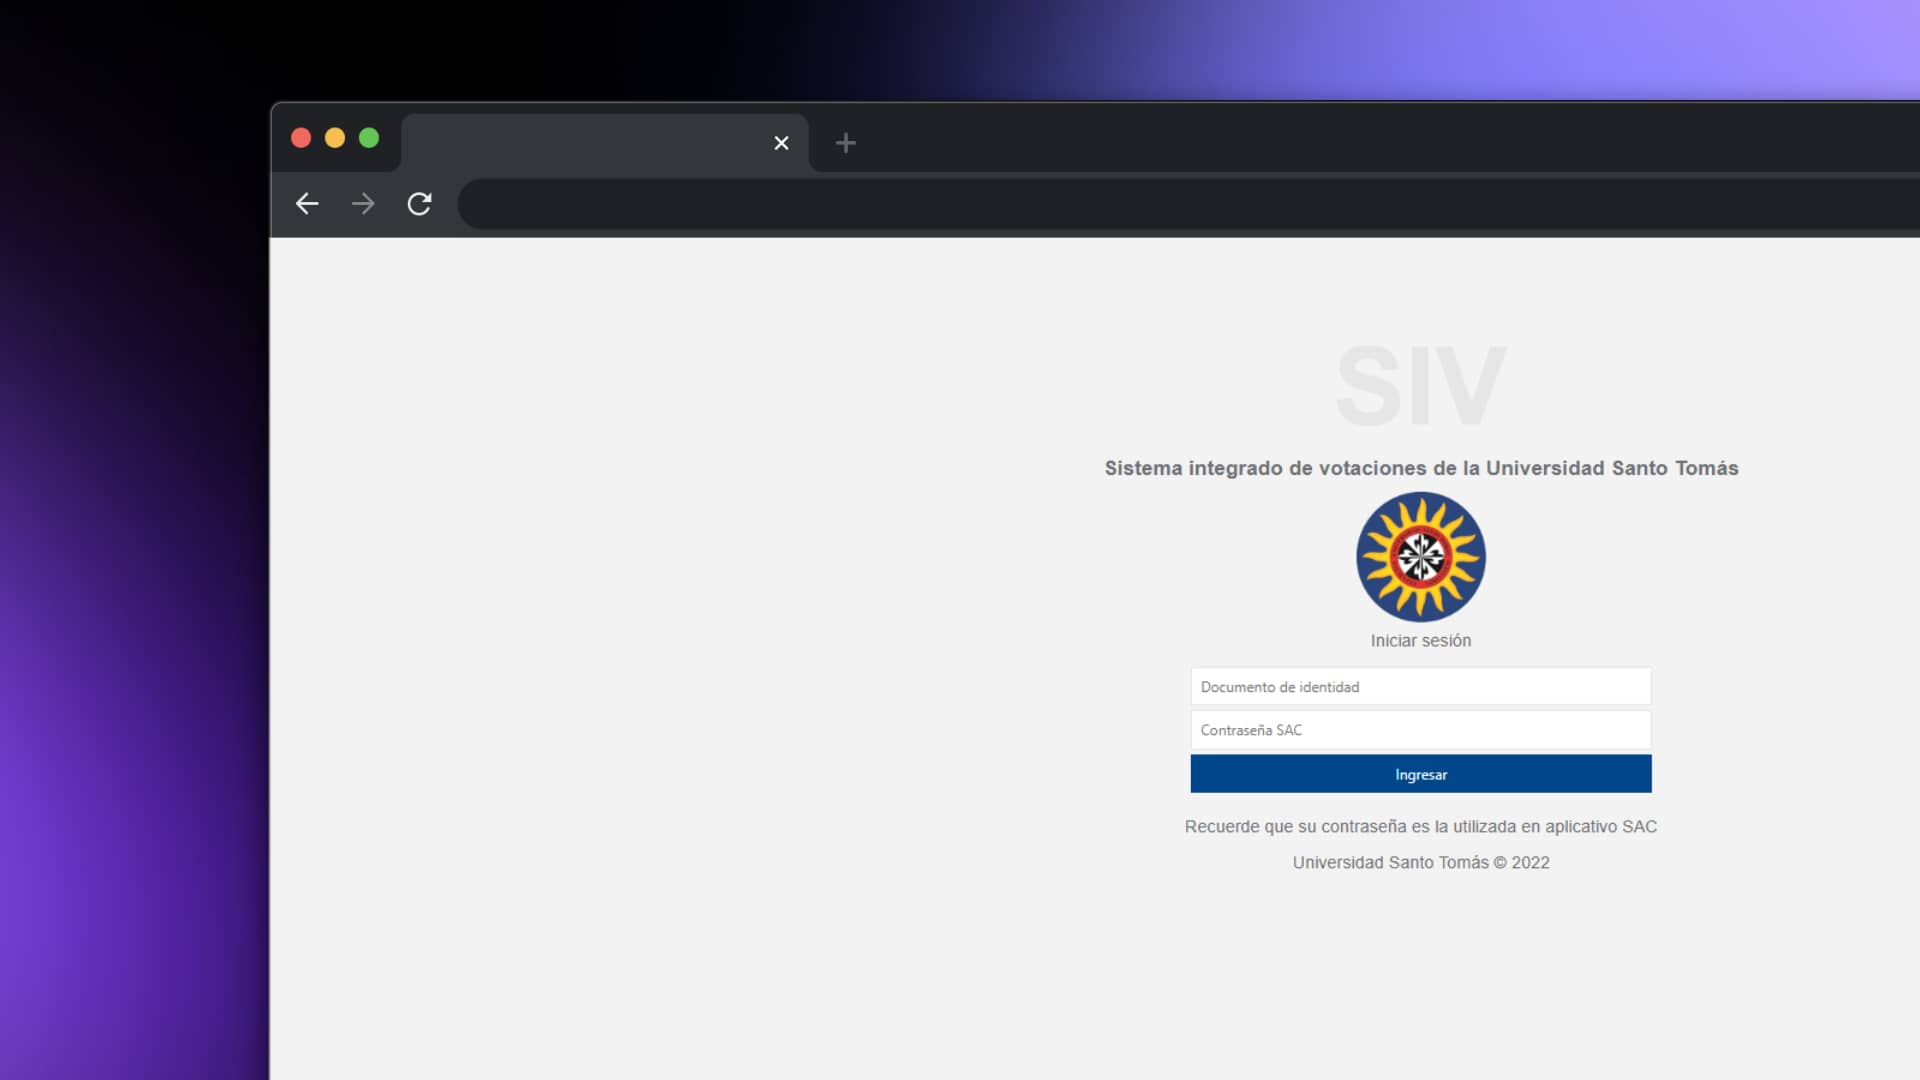 SIV
Sistema integrado de votaciones de la Universidad Santo Tomás
Iniciar sesión
Documento de identidad
Contraseña SAC
Ingresar
Recuerde que su contraseña es la utilizada en aplicativo SAC
Universidad Santo Tomás © 2022